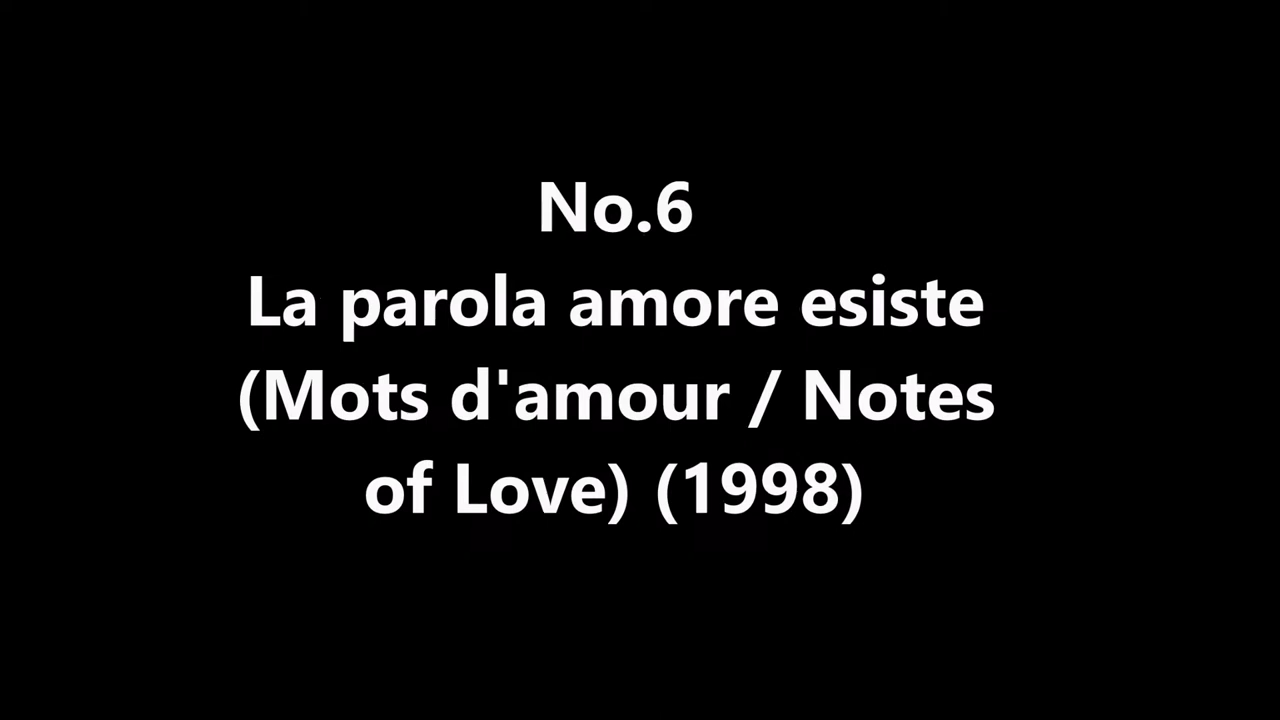 No.6
La parola amore esiste
(Mots d'amour / Notes
of Love) (1998)